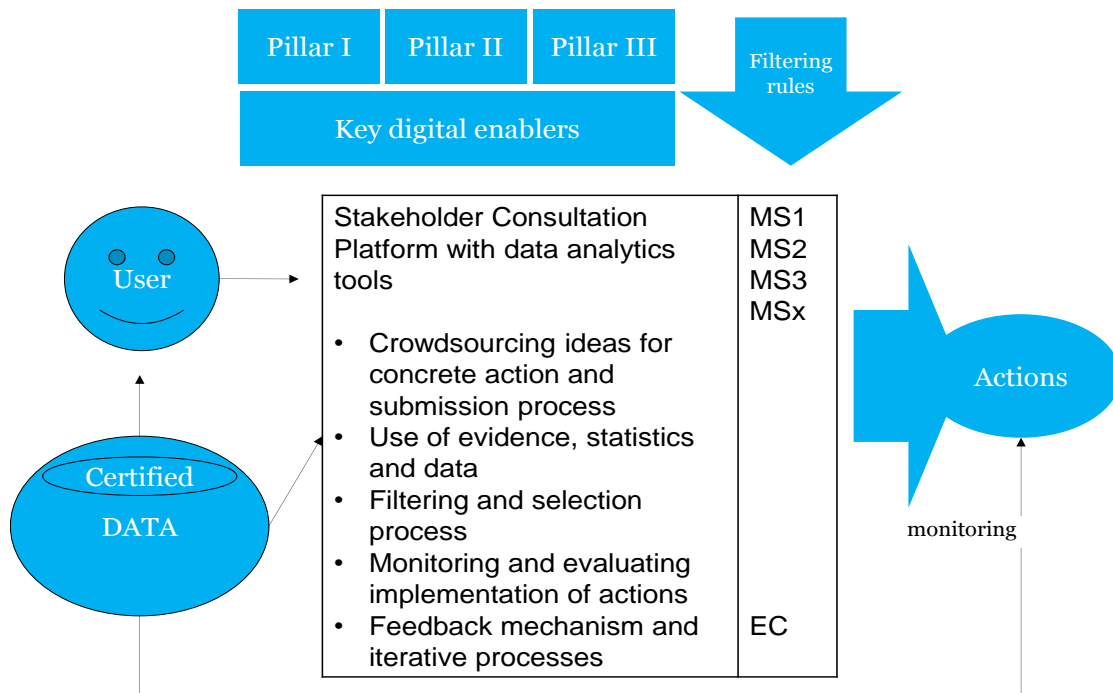 Pillar I
Pillar II
Pillar III
Filtering
rules
Key digital enablers
Stakeholder Consultation
Platform with data analytics
tools
• Crowdsourcing ideas for
concrete action and
submission process
• Use of evidence, statistics
and data
• Filtering and selection
process
• Monitoring and evaluating
implementation of actions
• Feedback mechanism and
iterative processes
MS1
MS2
MS3
MSx
EC
User
Certified
DATA
Actions
monitoring